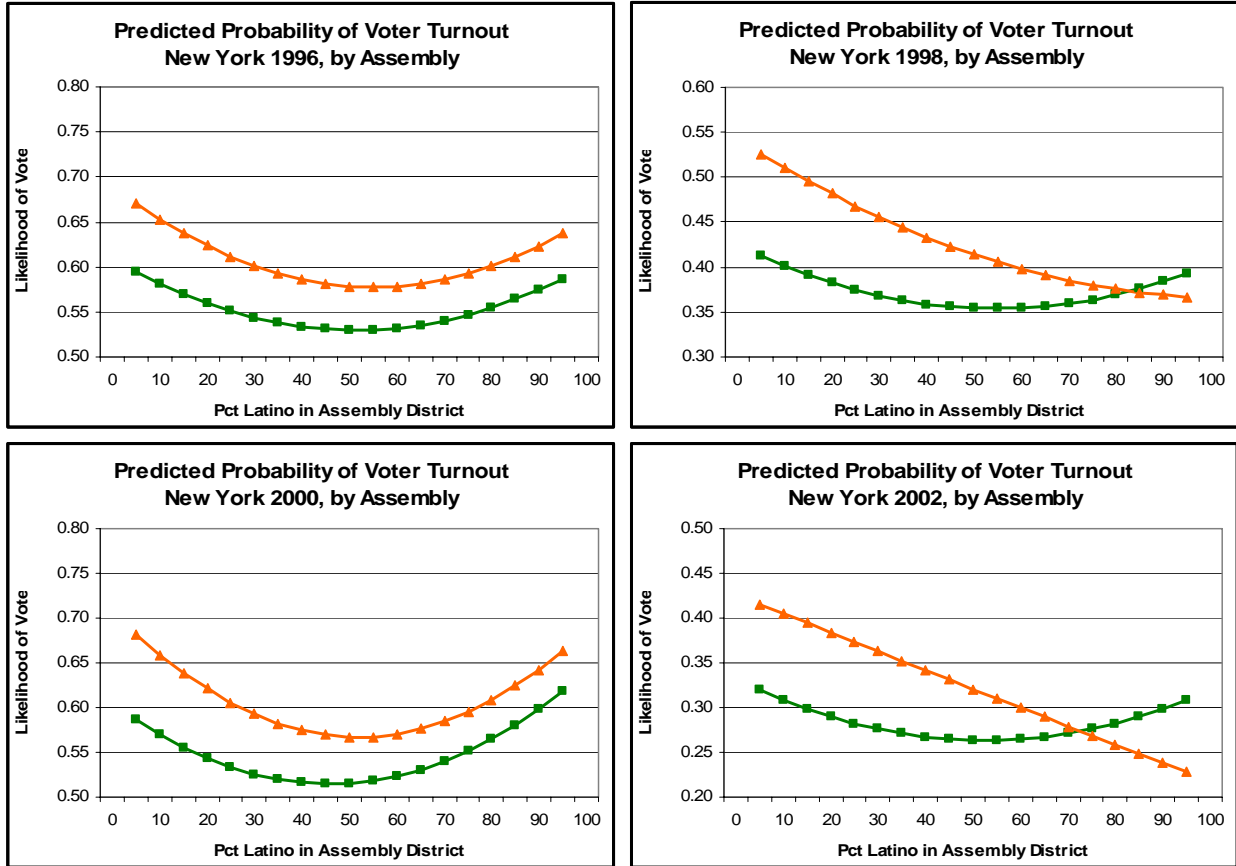 Predicted Probability of Voter Turnout
New York 1996, by Assembly
0.80
0.75
0.70
0.65
0.60
0.55
0.50
Likelihood of Vote
0 10 20 30 40 50 60 70 80 90 100
Pct Latino in Assembly District
Predicted Probability of Voter Turnout
New York 1998, by Assembly
0.60
0.55
0.50
0.45
0.40
0.35
0.30
Likelihood of Vote
0 10 20 30 40 50 60 70 80 90 100
Pct Latino in Assembly District
Predicted Probability of Voter Turnout
New York 2000, by Assembly
0.80
0.75
0.70
0.65
0.60
0.55
0.50
Likelihood of Vote
0 10 20 30 40 50 60 70 80 90 100
Pct Latino in Assembly District
Predicted Probability of Voter Turnout
New York 2002, by Assembly
0.50
0.45
0.40
0.35
0.30
0.25
0.20
Likelihood of Vote
0 10 20 30 40 50 60 70 80 90 100
Pct Latino in Assembly District